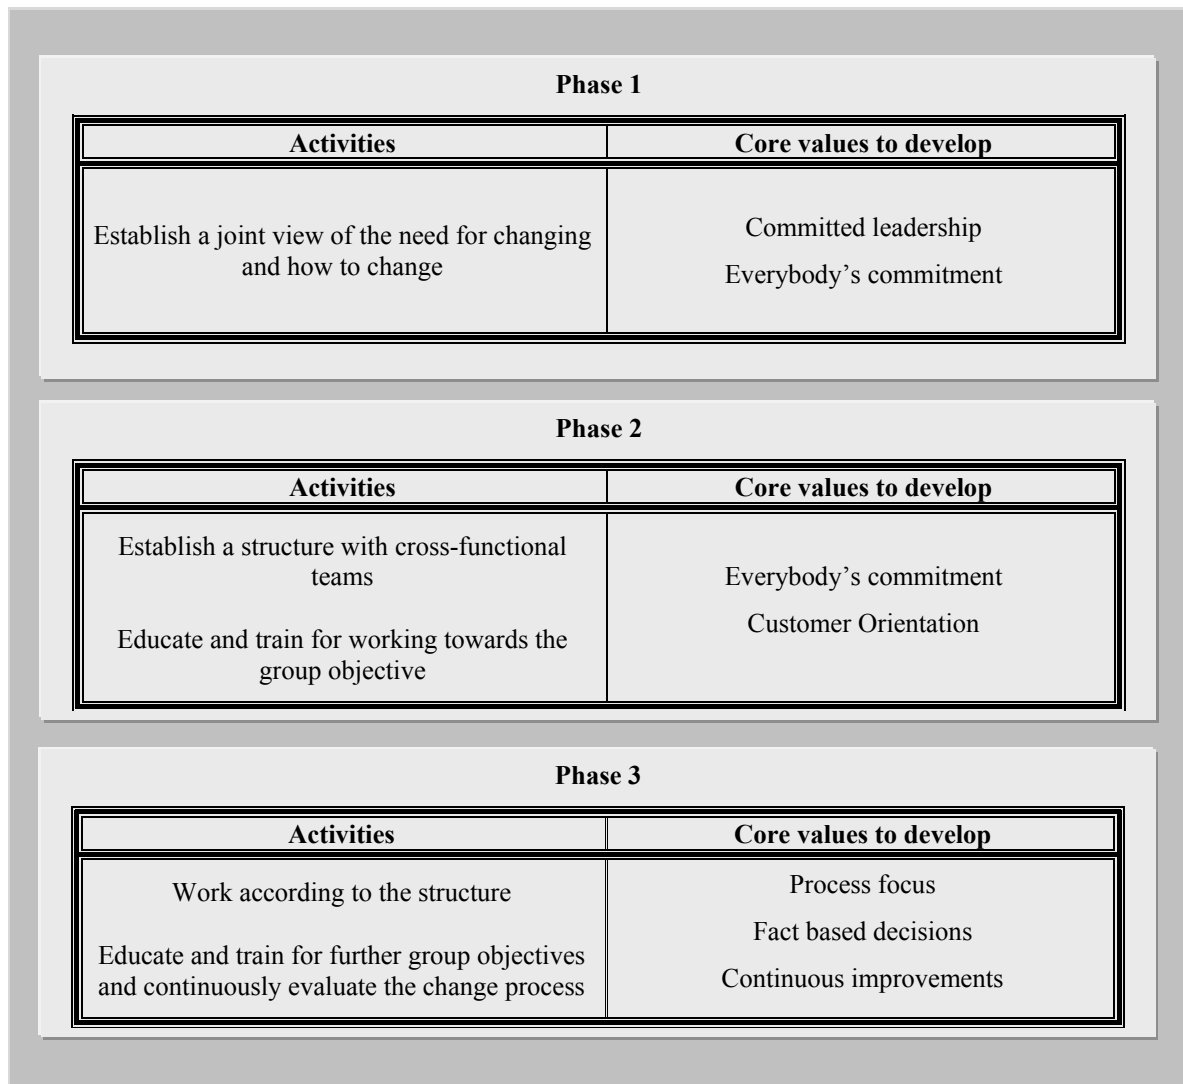 Phase 1
Activities
Core values to develop
Establish a joint view of the need for changing
and how to change
Committed leadership
Everybody’s commitment
Phase 2
Activities
Core values to develop
Establish a structure with cross-functional
teams
Educate and train for working towards the
group objective
Everybody’s commitment
Customer Orientation
Phase 3
Activities
Core values to develop
Work according to the structure
Educate and train for further group objectives
and continuously evaluate the change process
Process focus
Fact based decisions
Continuous improvements